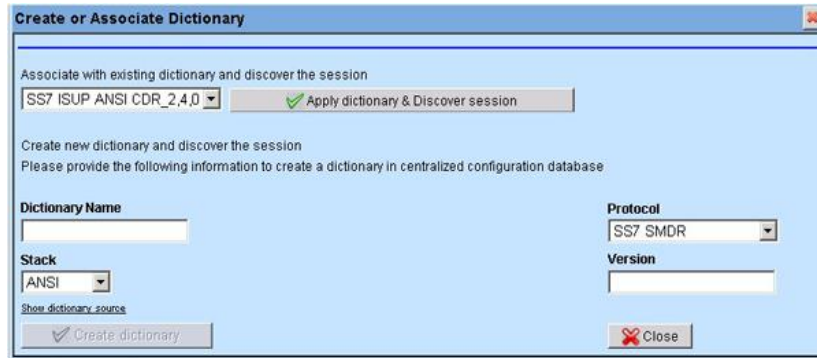 Create or Associate Dictionary
Associate with existing dictionary and discover the session
SS7 ISUP ANSI CDR_2,4,0
Apply dictionary & Discover session
Create new dictionary and discover the session
Please provide the following information to create a dictionary in centralized configuration database
Dictionary Name
Protocol
SS7 SMDR
Stack
Version
ANSI
Show dictionary source
Create dictionary
Close